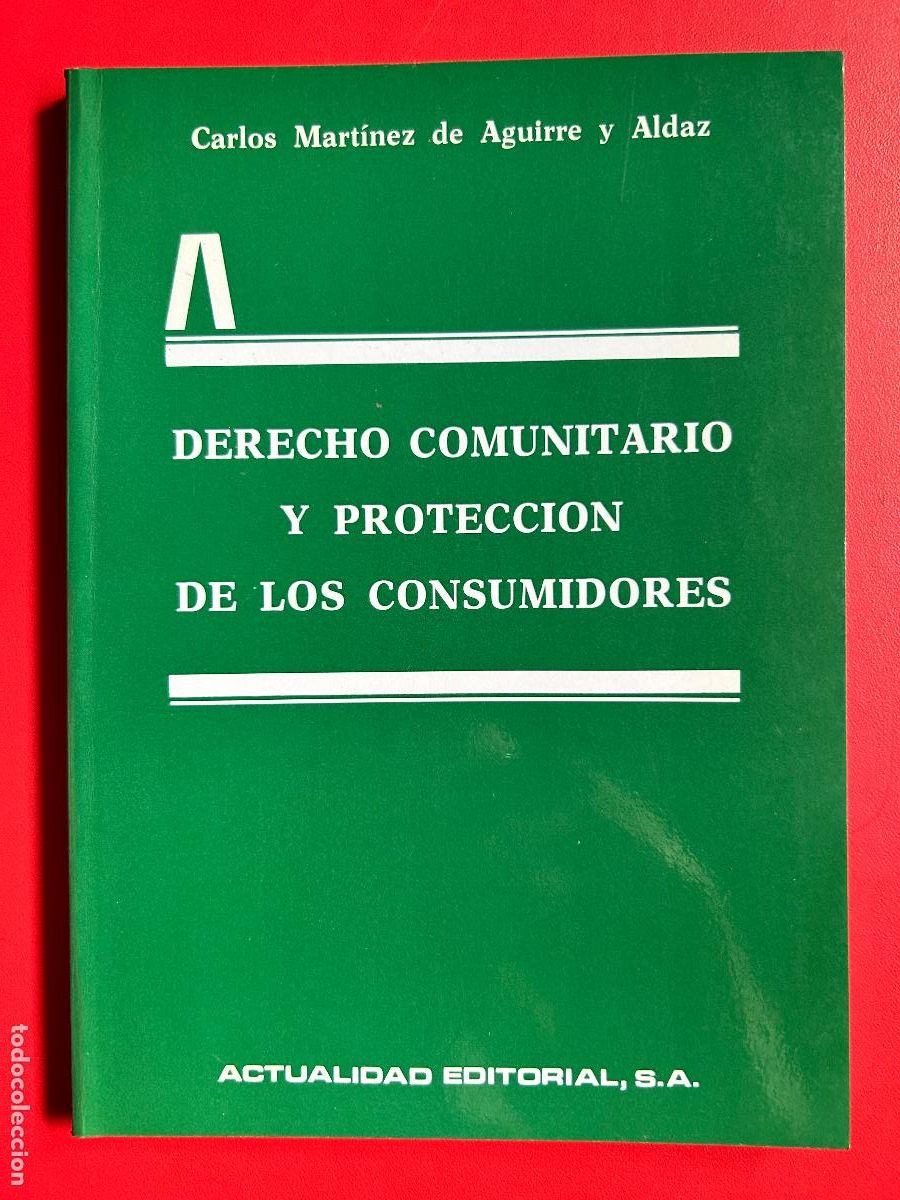 Carlos Martínez de Aguirre y Aldaz
DERECHO COMUNITARIO
Y PROTECCION
DE LOS CONSUMIDORES
ACTUALIDAD EDITORIAL, S.A.
todocoleccion